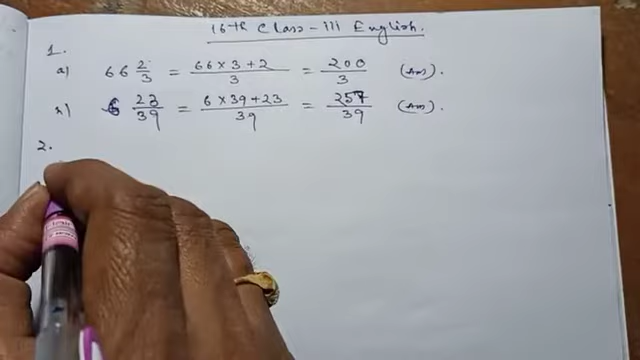 16th Class - III English.
1.
a) 66 2/3 = 66 × 3 + 2 / 3 = 200 / 3 (Ans).
x) 6 23/39 = 6 × 39 + 23 / 39 = 257 / 39 (Ans).
2.